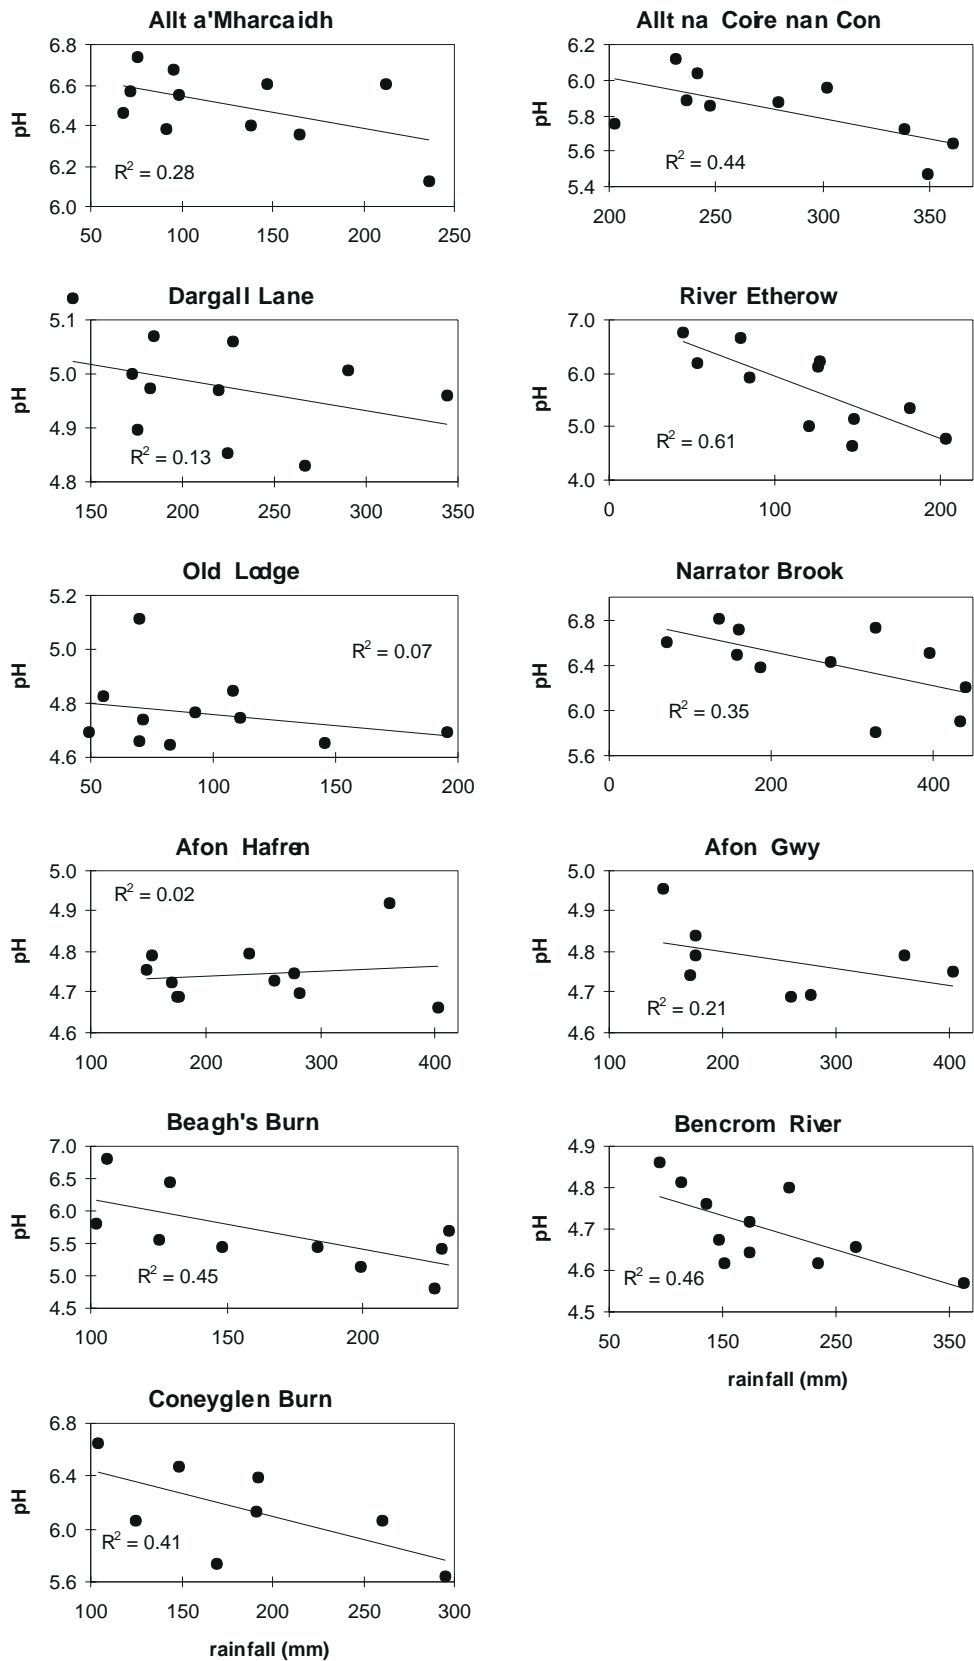 Allt a'Mharcaidh
6.8
6.6
6.4
6.2
6.0
pH
R² = 0.28
50 100 150 200 250
Allt na Coire nan Con
6.2
6.0
5.8
5.6
5.4
pH
R² = 0.44
200 250 300 350
Dargall Lane
5.1
5.0
4.9
4.8
pH
R² = 0.13
150 200 250 300 350
River Etherow
7.0
6.0
5.0
4.0
pH
R² = 0.61
0 100 200
Old Lodge
5.2
5.0
4.8
4.6
pH
R² = 0.07
50 100 150 200
Narrator Brook
6.8
6.4
6.0
5.6
pH
R² = 0.35
0 200 400
Afon Hafren
5.0
4.9
4.8
4.7
4.6
pH
R² = 0.02
100 200 300 400
Afon Gwy
5.0
4.9
4.8
4.7
4.6
pH
R² = 0.21
100 200 300 400
Beagh's Burn
7.0
6.5
6.0
5.5
5.0
4.5
pH
R² = 0.45
100 150 200
Bencrom River
4.9
4.8
4.7
4.6
4.5
pH
R² = 0.56
50 150 250 350
rainfall (mm)
Coneyglen Burn
6.8
6.4
6.0
5.6
pH
R² = 0.41
100 150 200 250 300
rainfall (mm)